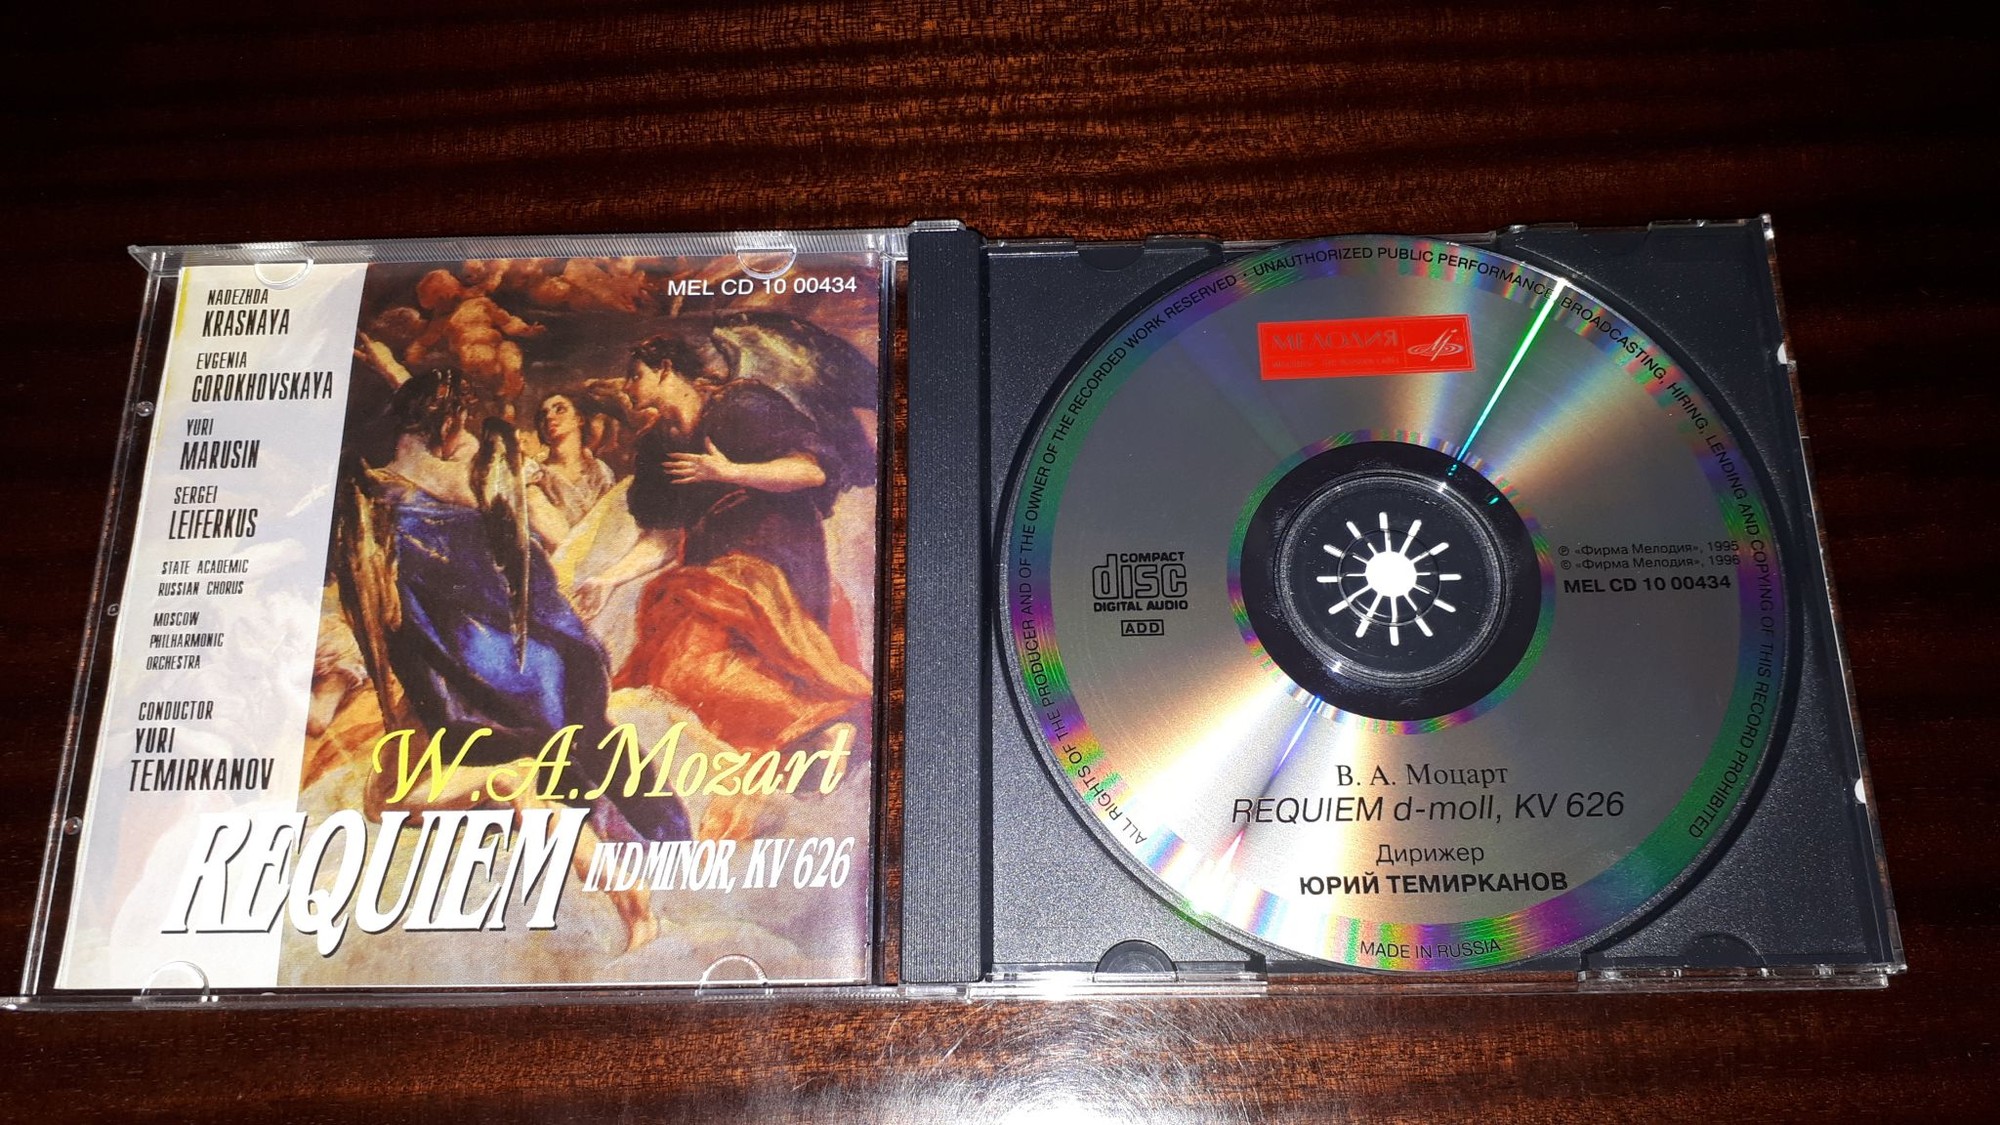 NADEZHDA
KRASNAYA
EVGENIA
GOROKHOVSKAYA
YURI
MARUSIN
SERGEI
LEIFERKUS
STATE ACADEMIC
RUSSIAN CHORUS
MOSCOW
PHILHARMONIC
ORCHESTRA
CONDUCTOR
YURI
TEMIRKANOV
MEL CD 10 00434
W.A.Mozart
REQUIEM IN D MINOR, KV 626
ALL RIGHTS OF THE PRODUCER AND OF THE OWNER OF THE RECORDED WORK RESERVED · UNAUTHORIZED PUBLIC PERFORMANCE, BROADCASTING, HIRING, LENDING AND COPYING OF THIS RECORD PROHIBITED
МЕЛОДИЯ
COMPACT
disc
DIGITAL AUDIO
ADD
℗ «Фирма Мелодия», 1995
© «Фирма Мелодия», 1996
MEL CD 10 00434
В. А. Моцарт
REQUIEM d-moll, KV 626
Дирижер
ЮРИЙ ТЕМИРКАНОВ
MADE IN RUSSIA